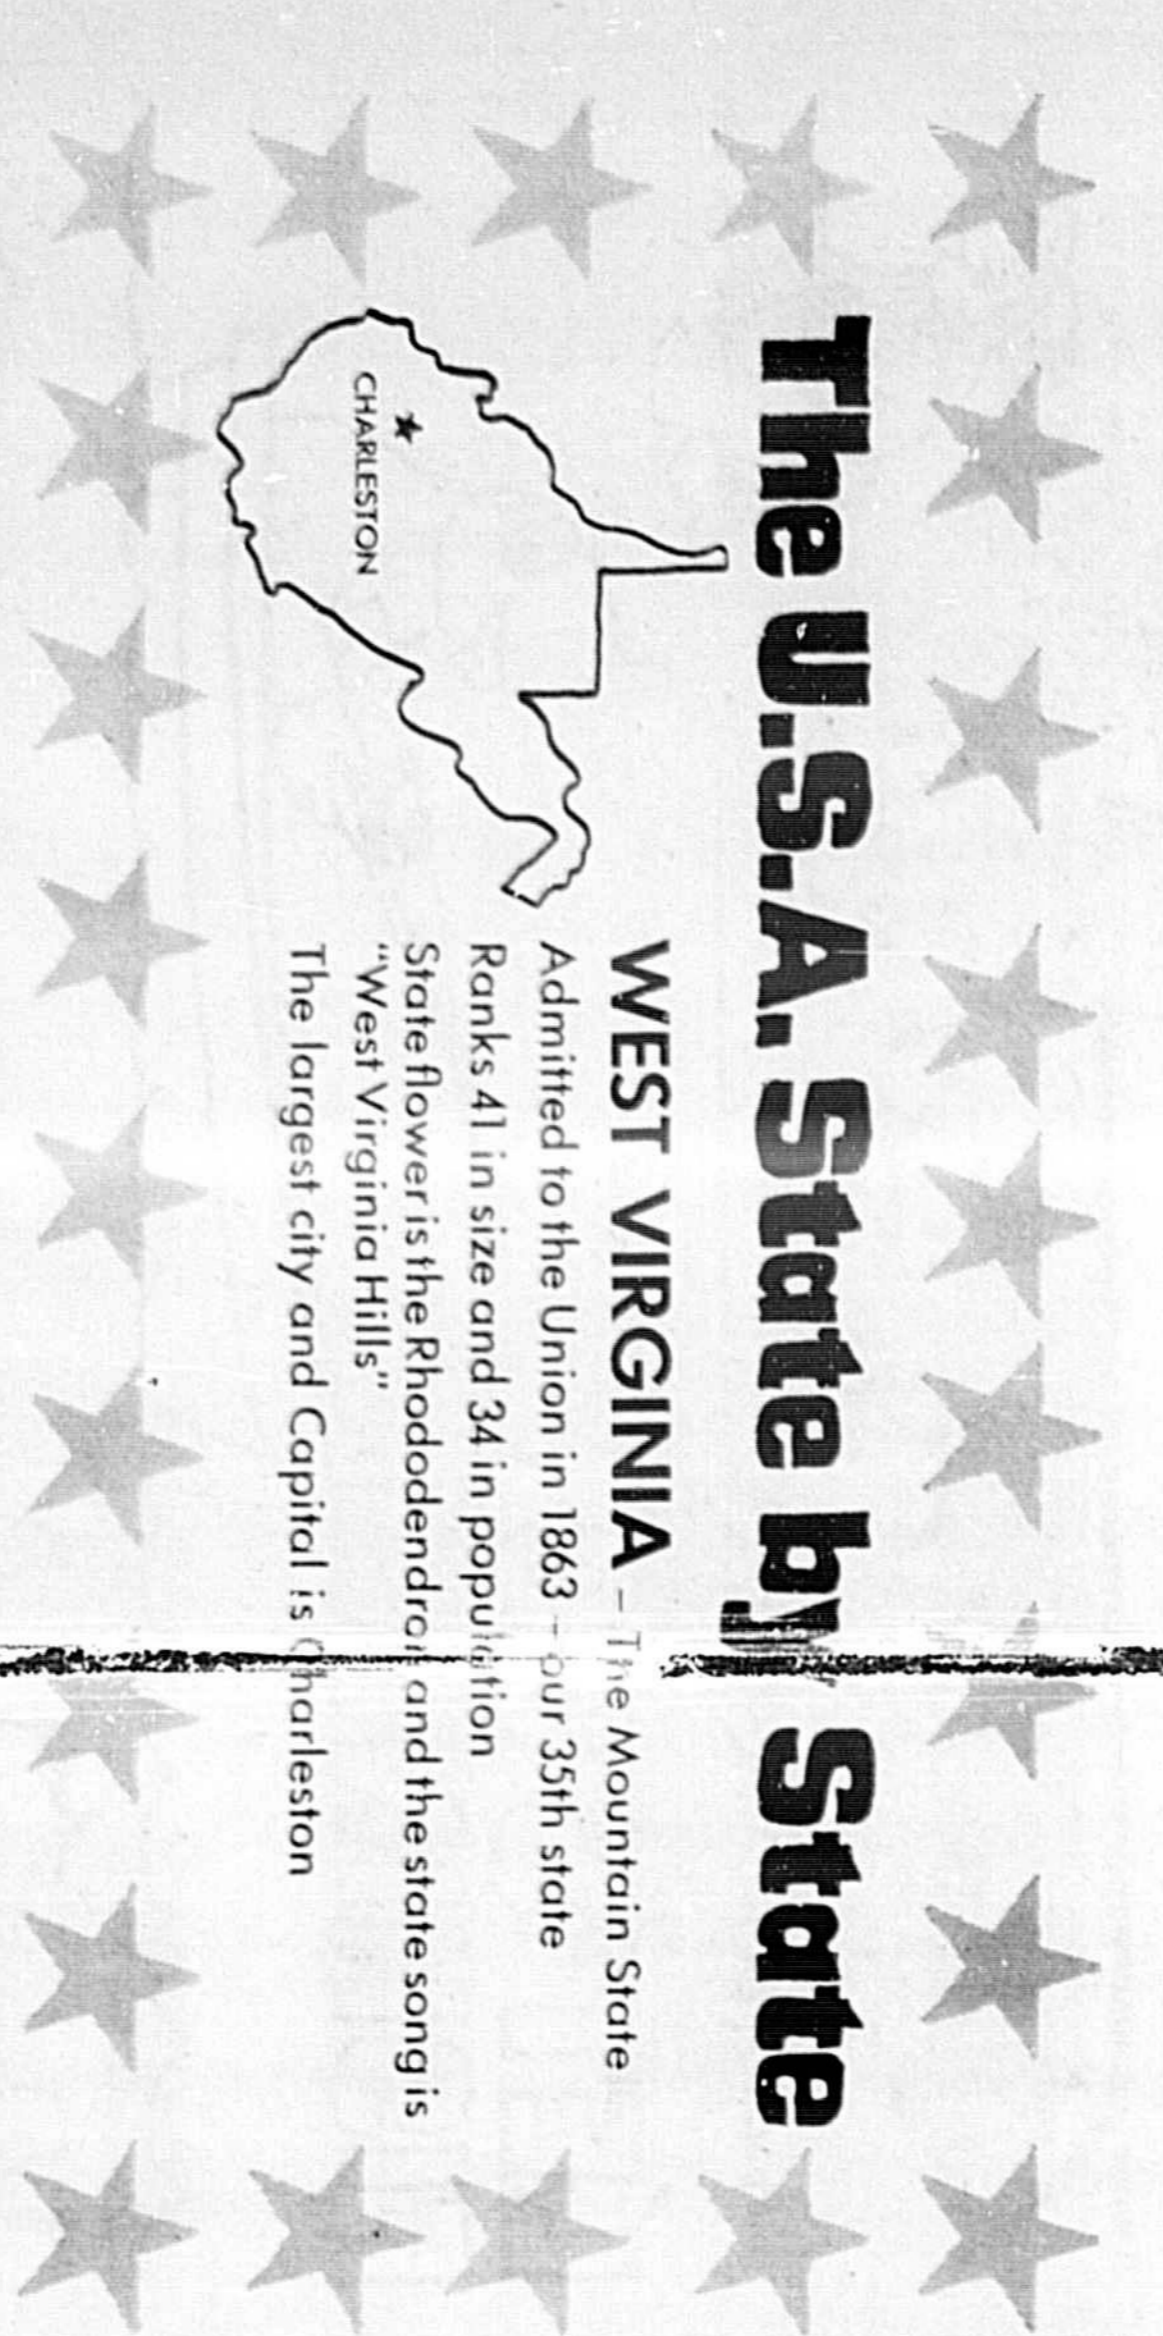 The U.S.A. State by State
CHARLESTON
WEST VIRGINIA – The Mountain State
Admitted to the Union in 1863 – our 35th state
Ranks 41 in size and 34 in population
State flower is the Rhododendron and the state song is
"West Virginia Hills"
The largest city and Capital is Charleston